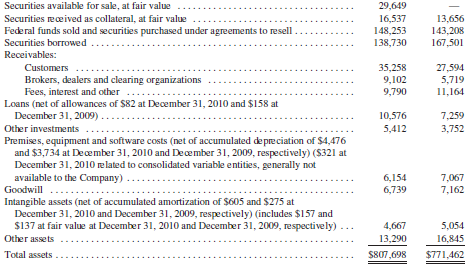 Securities available for sale, at fair value .......... 29,649 —
Securities received as collateral, at fair value .......... 16,537 13,656
Federal funds sold and securities purchased under agreements to resell .......... 148,253 143,208
Securities borrowed .......... 138,730 167,501
Receivables:
Customers .......... 35,258 27,594
Brokers, dealers and clearing organizations .......... 9,102 5,719
Fees, interest and other .......... 9,790 11,164
Loans (net of allowances of $82 at December 31, 2010 and $158 at
December 31, 2009) .......... 10,576 7,259
Other investments .......... 5,412 3,752
Premises, equipment and software costs (net of accumulated depreciation of $4,476
and $3,734 at December 31, 2010 and December 31, 2009, respectively) ($321 at
December 31, 2010 related to consolidated variable entities, generally not
available to the Company) .......... 6,154 7,067
Goodwill .......... 6,739 7,162
Intangible assets (net of accumulated amortization of $605 and $275 at
December 31, 2010 and December 31, 2009, respectively) (includes $157 and
$137 at fair value at December 31, 2010 and December 31, 2009, respectively) ... 4,667 5,054
Other assets .......... 13,290 16,845
Total assets .......... $807,698 $771,462